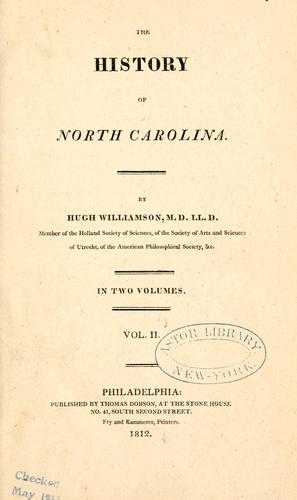 THE
HISTORY
OF
NORTH CAROLINA.
BY
HUGH WILLIAMSON, M.D. LL.D.
Member of the Holland Society of Sciences, of the Society of Arts and Sciences
of Utrecht, of the American Philosophical Society, &c.
IN TWO VOLUMES.
VOL. II.
ASTOR LIBRARY
NEW-YORK.
PHILADELPHIA:
PUBLISHED BY THOMAS DOBSON, AT THE STONE HOUSE
NO. 41, SOUTH SECOND STREET.
Fry and Kammerer, Printers.
1812.
Checked
May